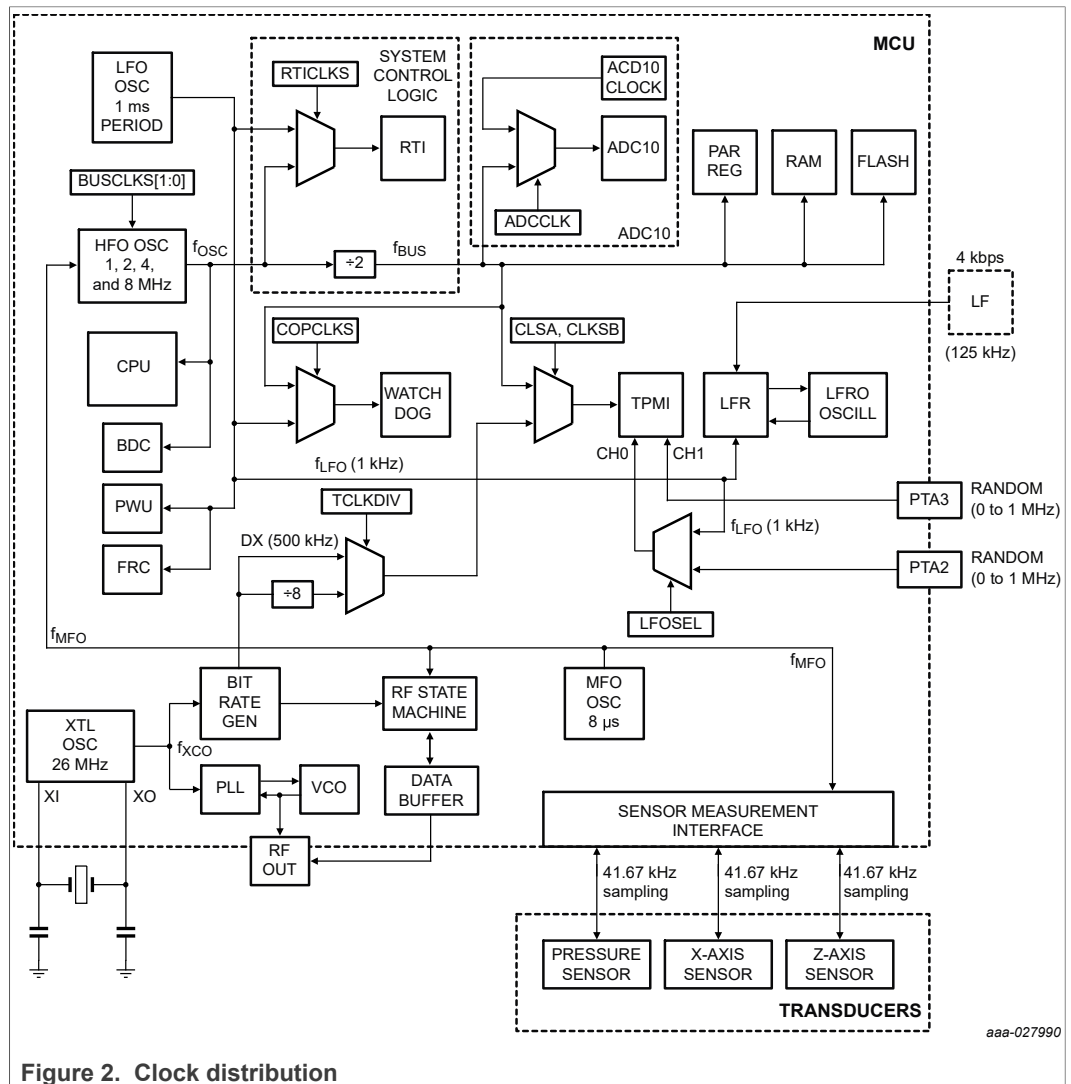 MCU
LFO
OSC
1 ms
PERIOD
RTICLKS
SYSTEM
CONTROL
LOGIC
RTI
ACD10
CLOCK
ADC10
ADCCLK
ADC10
PAR
REG
RAM
FLASH
BUSCLKS[1:0]
HFO OSC
1, 2, 4,
and 8 MHz
fOSC
÷2
fBUS
4 kbps
LF
(125 kHz)
CPU
COPCLKS
WATCH
DOG
CLSA, CLKSB
TPMI
LFR
LFRO
OSCILL
BDC
CH0
CH1
fLFO (1 kHz)
PWU
FRC
TCLKDIV
DX (500 kHz)
÷8
fLFO (1 kHz)
LFOSEL
PTA3
RANDOM
(0 to 1 MHz)
PTA2
RANDOM
(0 to 1 MHz)
fMFO
fMFO
BIT
RATE
GEN
RF STATE
MACHINE
MFO
OSC
8 µs
XTL
OSC
26 MHz
fXCO
XI
XO
PLL
VCO
DATA
BUFFER
RF
OUT
SENSOR MEASUREMENT
INTERFACE
41.67 kHz
sampling
41.67 kHz
sampling
41.67 kHz
sampling
PRESSURE
SENSOR
X-AXIS
SENSOR
Z-AXIS
SENSOR
TRANSDUCERS
aaa-027990
Figure 2. Clock distribution